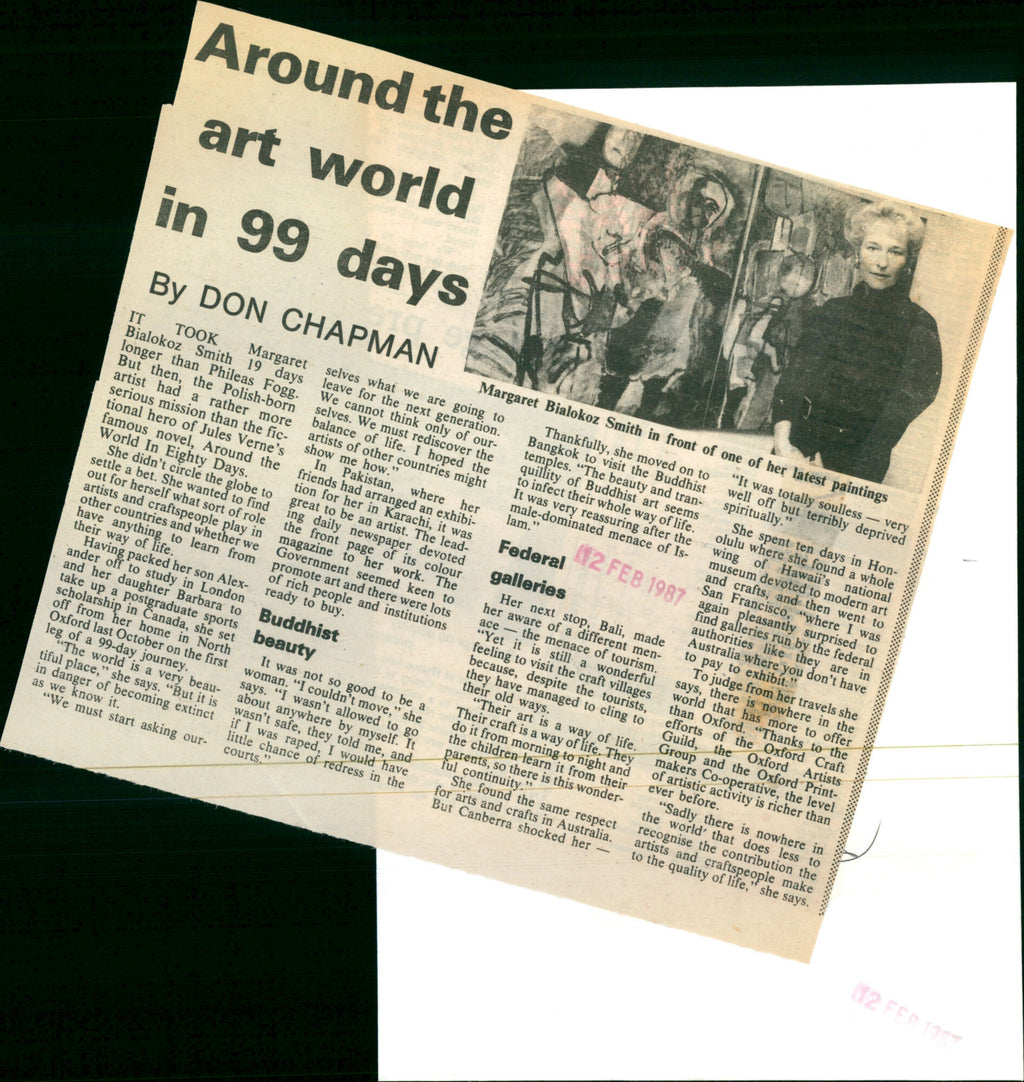 Around the
art world
in 99 days
By DON CHAPMAN
IT TOOK Margaret
Bialokoz Smith 19 days
longer than Phileas Fogg.
But then, the Polish-born
artist had a rather more
serious mission than the fic-
tional hero of Jules Verne's
famous novel, Around the
World In Eighty Days.
She didn't circle the globe to
settle a bet. She wanted to find
out for herself what sort of role
artists and craftspeople play in
other countries and whether we
have anything to learn from
their way of life.
Having packed her son Alex-
ander off to study in London
and her daughter Barbara to
take up a postgraduate sports
scholarship in Canada, she set
off from her home in North
Oxford last October on the first
leg of a 99-day journey.
"The world is a very beau-
tiful place," she says. "But it is
in danger of becoming extinct
as we know it.
"We must start asking our-
selves what we are going to
leave for the next generation.
We cannot think only of our-
selves. We must rediscover the
balance of life. I hoped the
artists of other countries might
show me how."
In Pakistan, where her
friends had arranged an exhibi-
tion for her in Karachi, it was
great to be an artist. The lead-
ing daily newspaper devoted
the front page of its colour
magazine to her work. The
Government seemed keen to
promote art and there were lots
of rich people and institutions
ready to buy.
Buddhist
beauty
It was not so good to be a
woman, "I couldn't move," she
says. "I wasn't allowed to go
about anywhere by myself. It
wasn't safe, they told me, and
if I was raped, I would have
little chance of redress in the
courts."
Margaret Bialokoz Smith in front of one of her latest paintings
Thankfully, she moved on to
Bangkok to visit the Buddhist
temples. "The beauty and tran-
quillity of Buddhist art seems
to infect their whole way of life.
It was very reassuring after the
male-dominated menace of Is-
lam."
Federal
galleries
12 FEB 1987
Her next stop, Bali, made
her aware of a different men-
ace — the menace of tourism.
"Yet it is still a wonderful
feeling to visit the craft villages
because, despite the tourists,
they have managed to cling to
their old ways.
"Their art is a way of life.
Their craft is a way of life. They
do it from morning to night and
the children learn it from their
parents, so there is this wonder-
ful continuity."
She found the same respect
for arts and crafts in Australia.
But Canberra shocked her —
"It was totally soulless — very
well off but terribly deprived
spiritually."
She spent ten days in Hon-
olulu where she found a whole
wing of Hawaii's national
museum devoted to modern art
and crafts, and then went to
San Francisco, "where I was
again pleasantly surprised to
find galleries run by the federal
authorities like they are in
Australia where you don't have
to pay to exhibit."
To judge from her travels she
says, there is nowhere in the
world that has more to offer
than Oxford. "Thanks to the
efforts of the Oxford Craft
Guild, the Oxford Artists
Group and the Oxford Print-
makers Co-operative, the level
of artistic activity is richer than
ever before.
"Sadly there is nowhere in
the world that does less to
recognise the contribution the
artists and craftspeople make
to the quality of life," she says.
12 FEB 1987